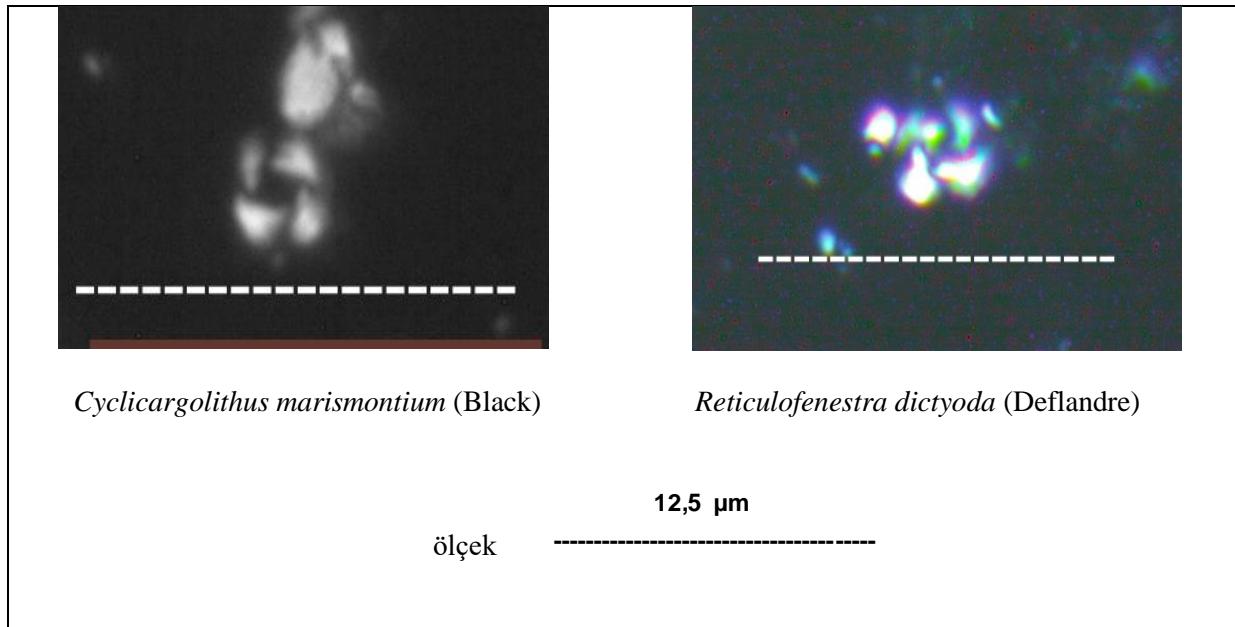 Cyclicargolithus marismontium (Black)
Reticulofenestra dictyoda (Deflandre)
12,5 µm
ölçek